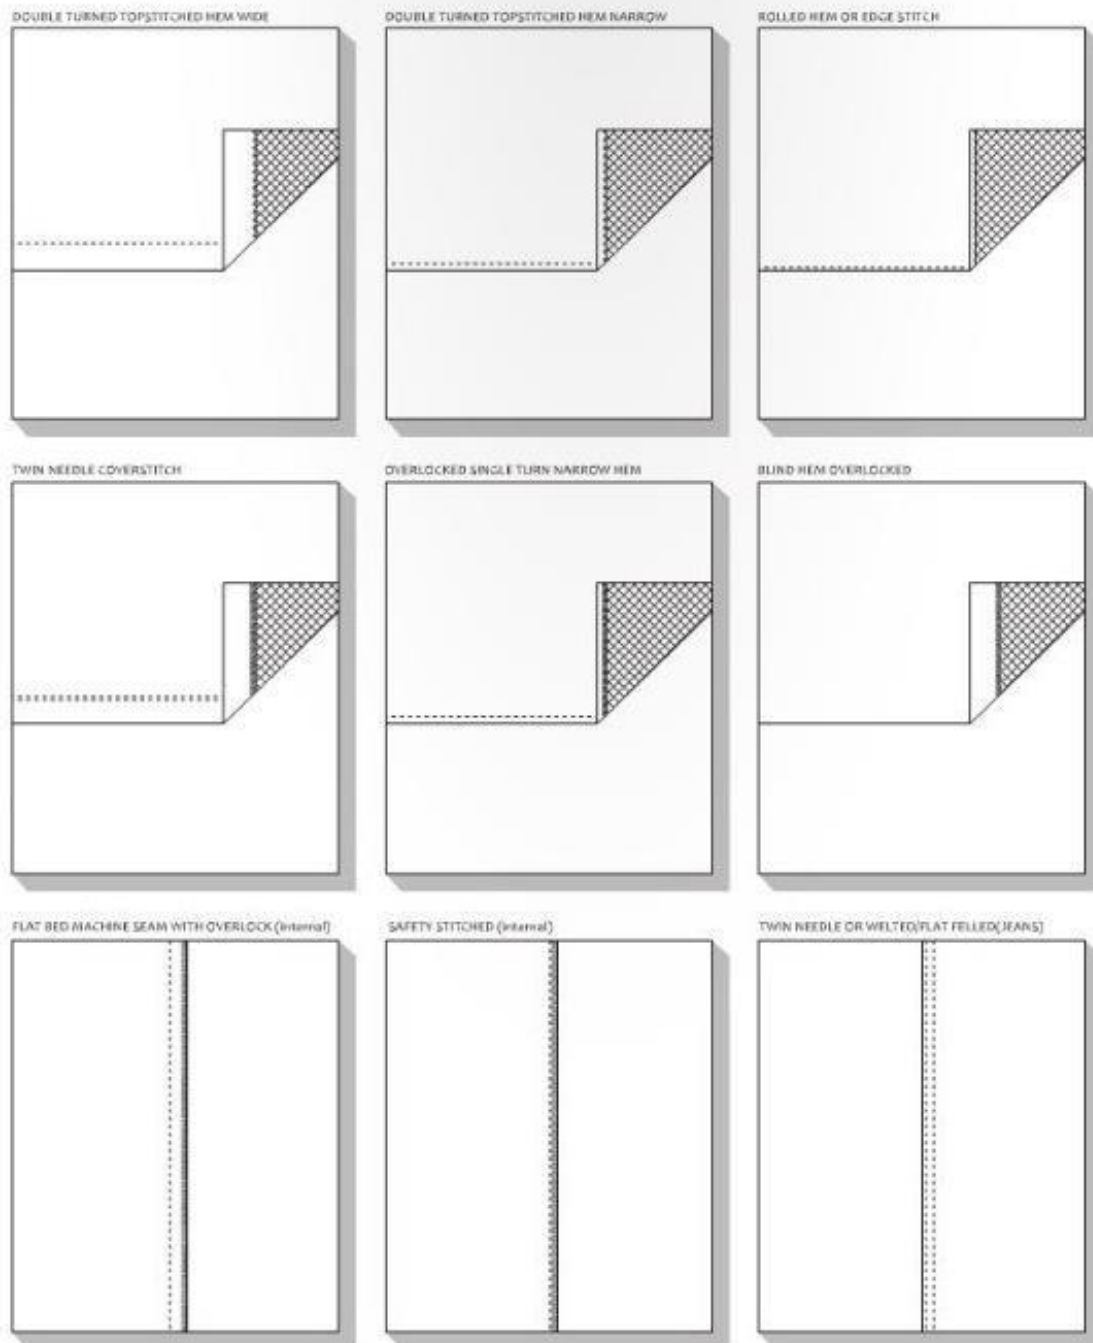 DOUBLE TURNED TOPSTITCHED HEM WIDE
DOUBLE TURNED TOPSTITCHED HEM NARROW
ROLLED HEM OR EDGE STITCH
TWIN NEEDLE COVERSTITCH
OVERLOCKED SINGLE TURN NARROW HEM
BLIND HEM OVERLOCKED
FLAT BED MACHINE SEAM WITH OVERLOCK (Internal)
SAFETY STITCHED (Internal)
TWIN NEEDLE OR WELTED/FLAT FELLED(JEANS)